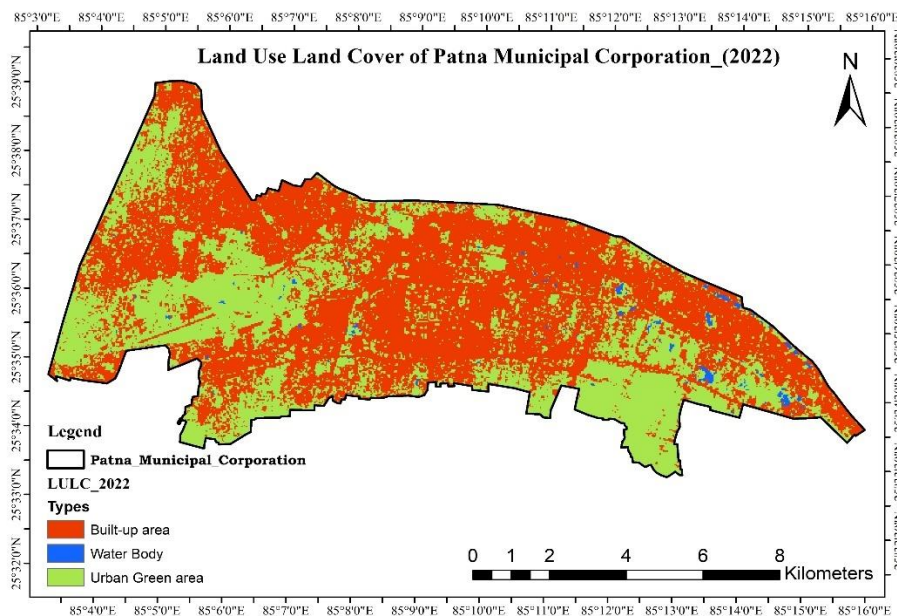 85°3'0"E 85°4'0"E 85°5'0"E 85°6'0"E 85°7'0"E 85°8'0"E 85°9'0"E 85°10'0"E 85°11'0"E 85°12'0"E 85°13'0"E 85°14'0"E 85°15'0"E 85°16'0"E
Land Use Land Cover of Patna Municipal Corporation_(2022)
N
25°39'0"N
25°38'0"N
25°37'0"N
25°36'0"N
25°35'0"N
25°34'0"N
25°33'0"N
25°32'0"N
Legend
Patna_Municipal_Corporation
LULC_2022
Types
Built-up area
Water Body
Urban Green area
0 1 2 4 6 8
Kilometers
85°4'0"E 85°5'0"E 85°6'0"E 85°7'0"E 85°8'0"E 85°9'0"E 85°10'0"E 85°11'0"E 85°12'0"E 85°13'0"E 85°14'0"E 85°15'0"E 85°16'0"E